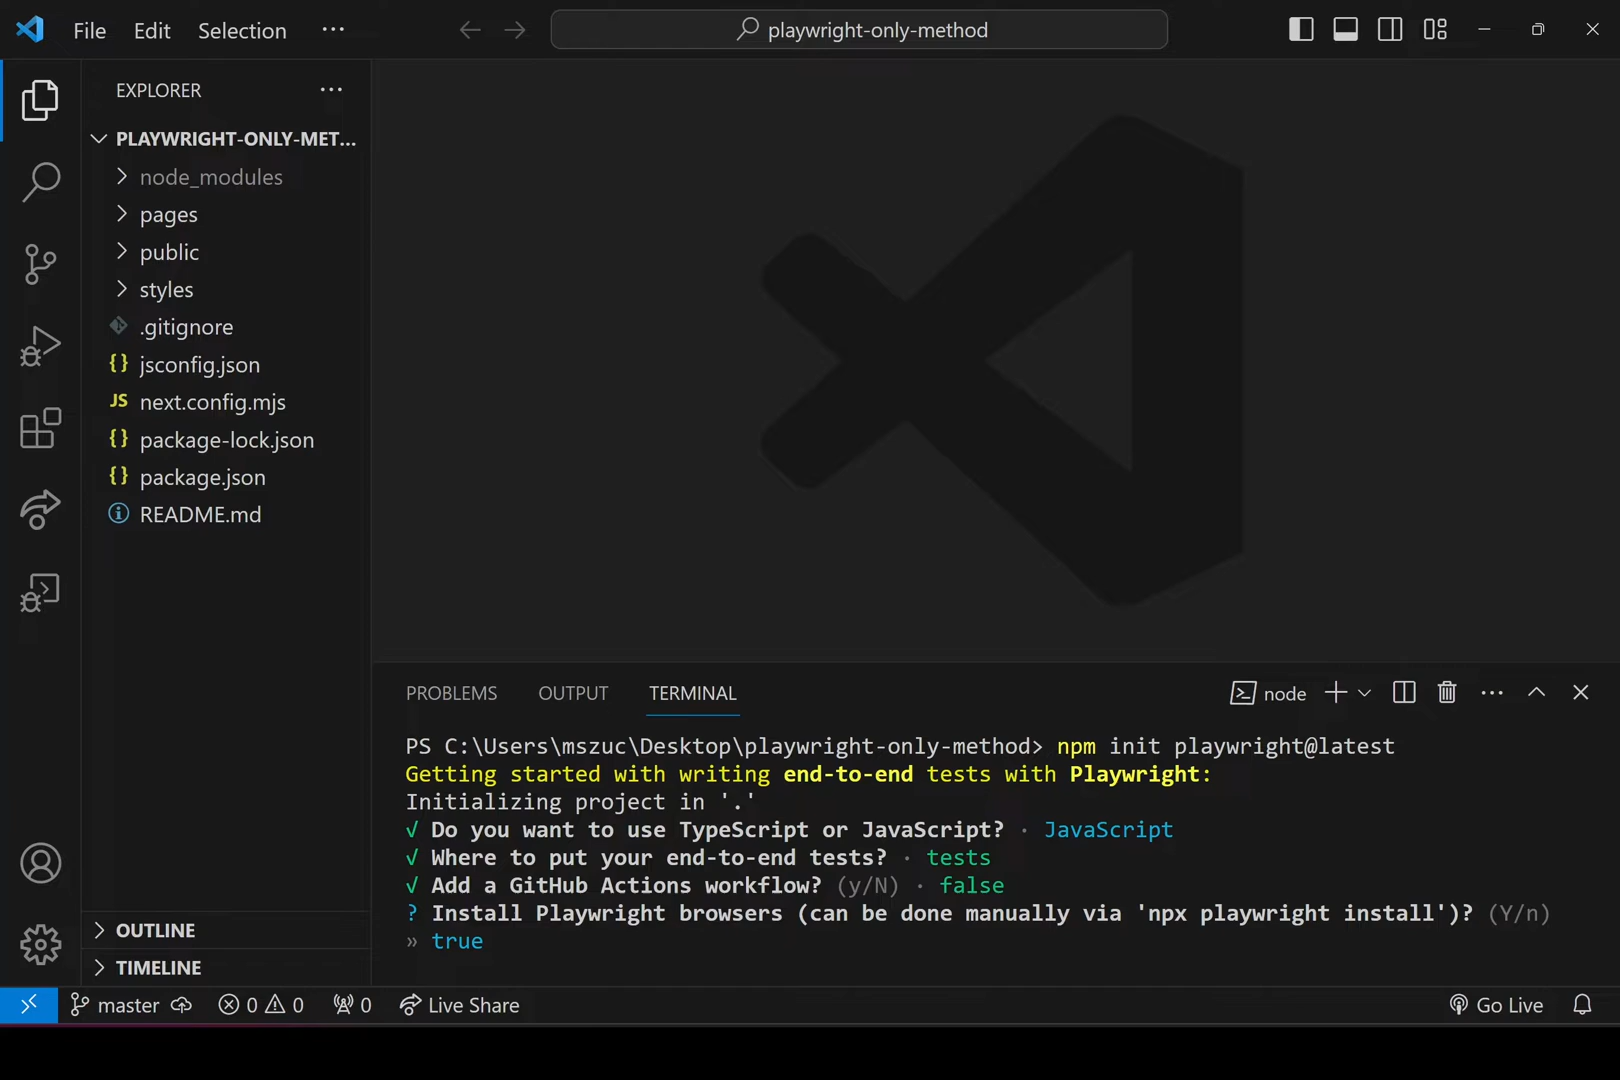 File Edit Selection ···
playwright-only-method
EXPLORER ···
PLAYWRIGHT-ONLY-MET...
node_modules
pages
public
styles
.gitignore
{} jsconfig.json
JS next.config.mjs
{} package-lock.json
{} package.json
README.md
OUTLINE
TIMELINE
PROBLEMS OUTPUT TERMINAL
node
PS C:\Users\mszuc\Desktop\playwright-only-method> npm init playwright@latest
Getting started with writing end-to-end tests with Playwright:
Initializing project in '.'
√ Do you want to use TypeScript or JavaScript? · JavaScript
√ Where to put your end-to-end tests? · tests
√ Add a GitHub Actions workflow? (y/N) · false
? Install Playwright browsers (can be done manually via 'npx playwright install')? (Y/n)
» true
master 0 0 0 Live Share Go Live